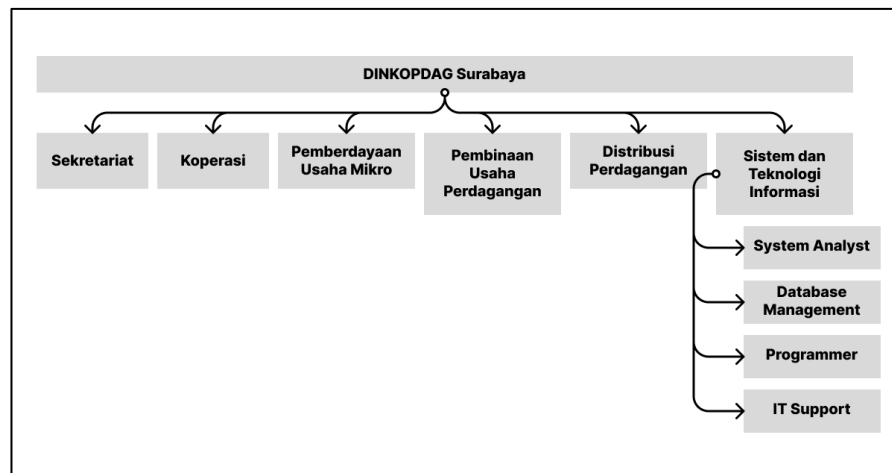 DINKOPDAG Surabaya
Sekretariat
Koperasi
Pemberdayaan
Usaha Mikro
Pembinaan
Usaha
Perdagangan
Distribusi
Perdagangan
Sistem dan
Teknologi
Informasi
System Analyst
Database
Management
Programmer
IT Support